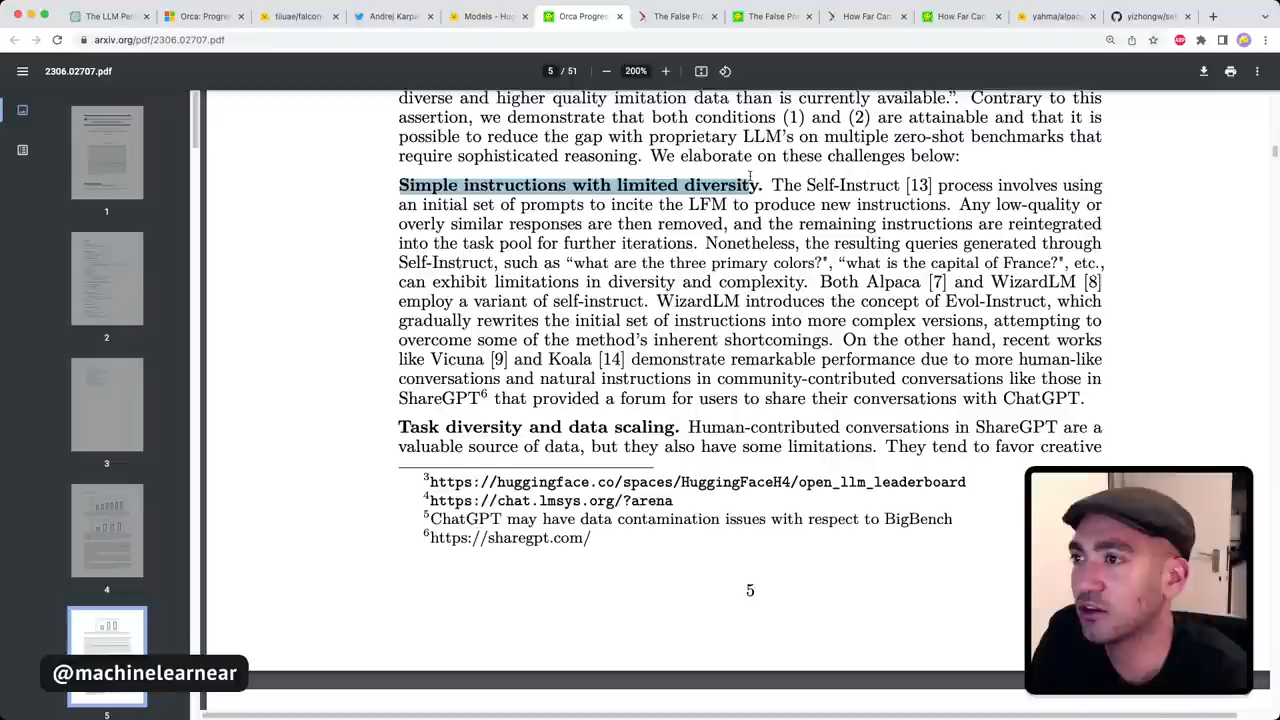 The LLM Per
Orca: Progre
tiiuae/falcon-
Andrej Karpa
Models - Hug
Orca Progres
The False Pro
The False Pr
How Far Can
How Far Can
yahma/alpac
yizhongw/sel
arxiv.org/pdf/2306.02707.pdf
2306.02707.pdf
5 / 51
200%
diverse and higher quality imitation data than is currently available.". Contrary to this
assertion, we demonstrate that both conditions (1) and (2) are attainable and that it is
possible to reduce the gap with proprietary LLM's on multiple zero-shot benchmarks that
require sophisticated reasoning. We elaborate on these challenges below:
Simple instructions with limited diversity. The Self-Instruct [13] process involves using
an initial set of prompts to incite the LFM to produce new instructions. Any low-quality or
overly similar responses are then removed, and the remaining instructions are reintegrated
into the task pool for further iterations. Nonetheless, the resulting queries generated through
Self-Instruct, such as "what are the three primary colors?", "what is the capital of France?", etc.,
can exhibit limitations in diversity and complexity. Both Alpaca [7] and WizardLM [8]
employ a variant of self-instruct. WizardLM introduces the concept of Evol-Instruct, which
gradually rewrites the initial set of instructions into more complex versions, attempting to
overcome some of the method's inherent shortcomings. On the other hand, recent works
like Vicuna [9] and Koala [14] demonstrate remarkable performance due to more human-like
conversations and natural instructions in community-contributed conversations like those in
ShareGPT6 that provided a forum for users to share their conversations with ChatGPT.
Task diversity and data scaling. Human-contributed conversations in ShareGPT are a
valuable source of data, but they also have some limitations. They tend to favor creative
3https://huggingface.co/spaces/HuggingFaceH4/open_llm_leaderboard
4https://chat.lmsys.org/?arena
5ChatGPT may have data contamination issues with respect to BigBench
6https://sharegpt.com/
5
1
2
3
4
5
@machinelearnear